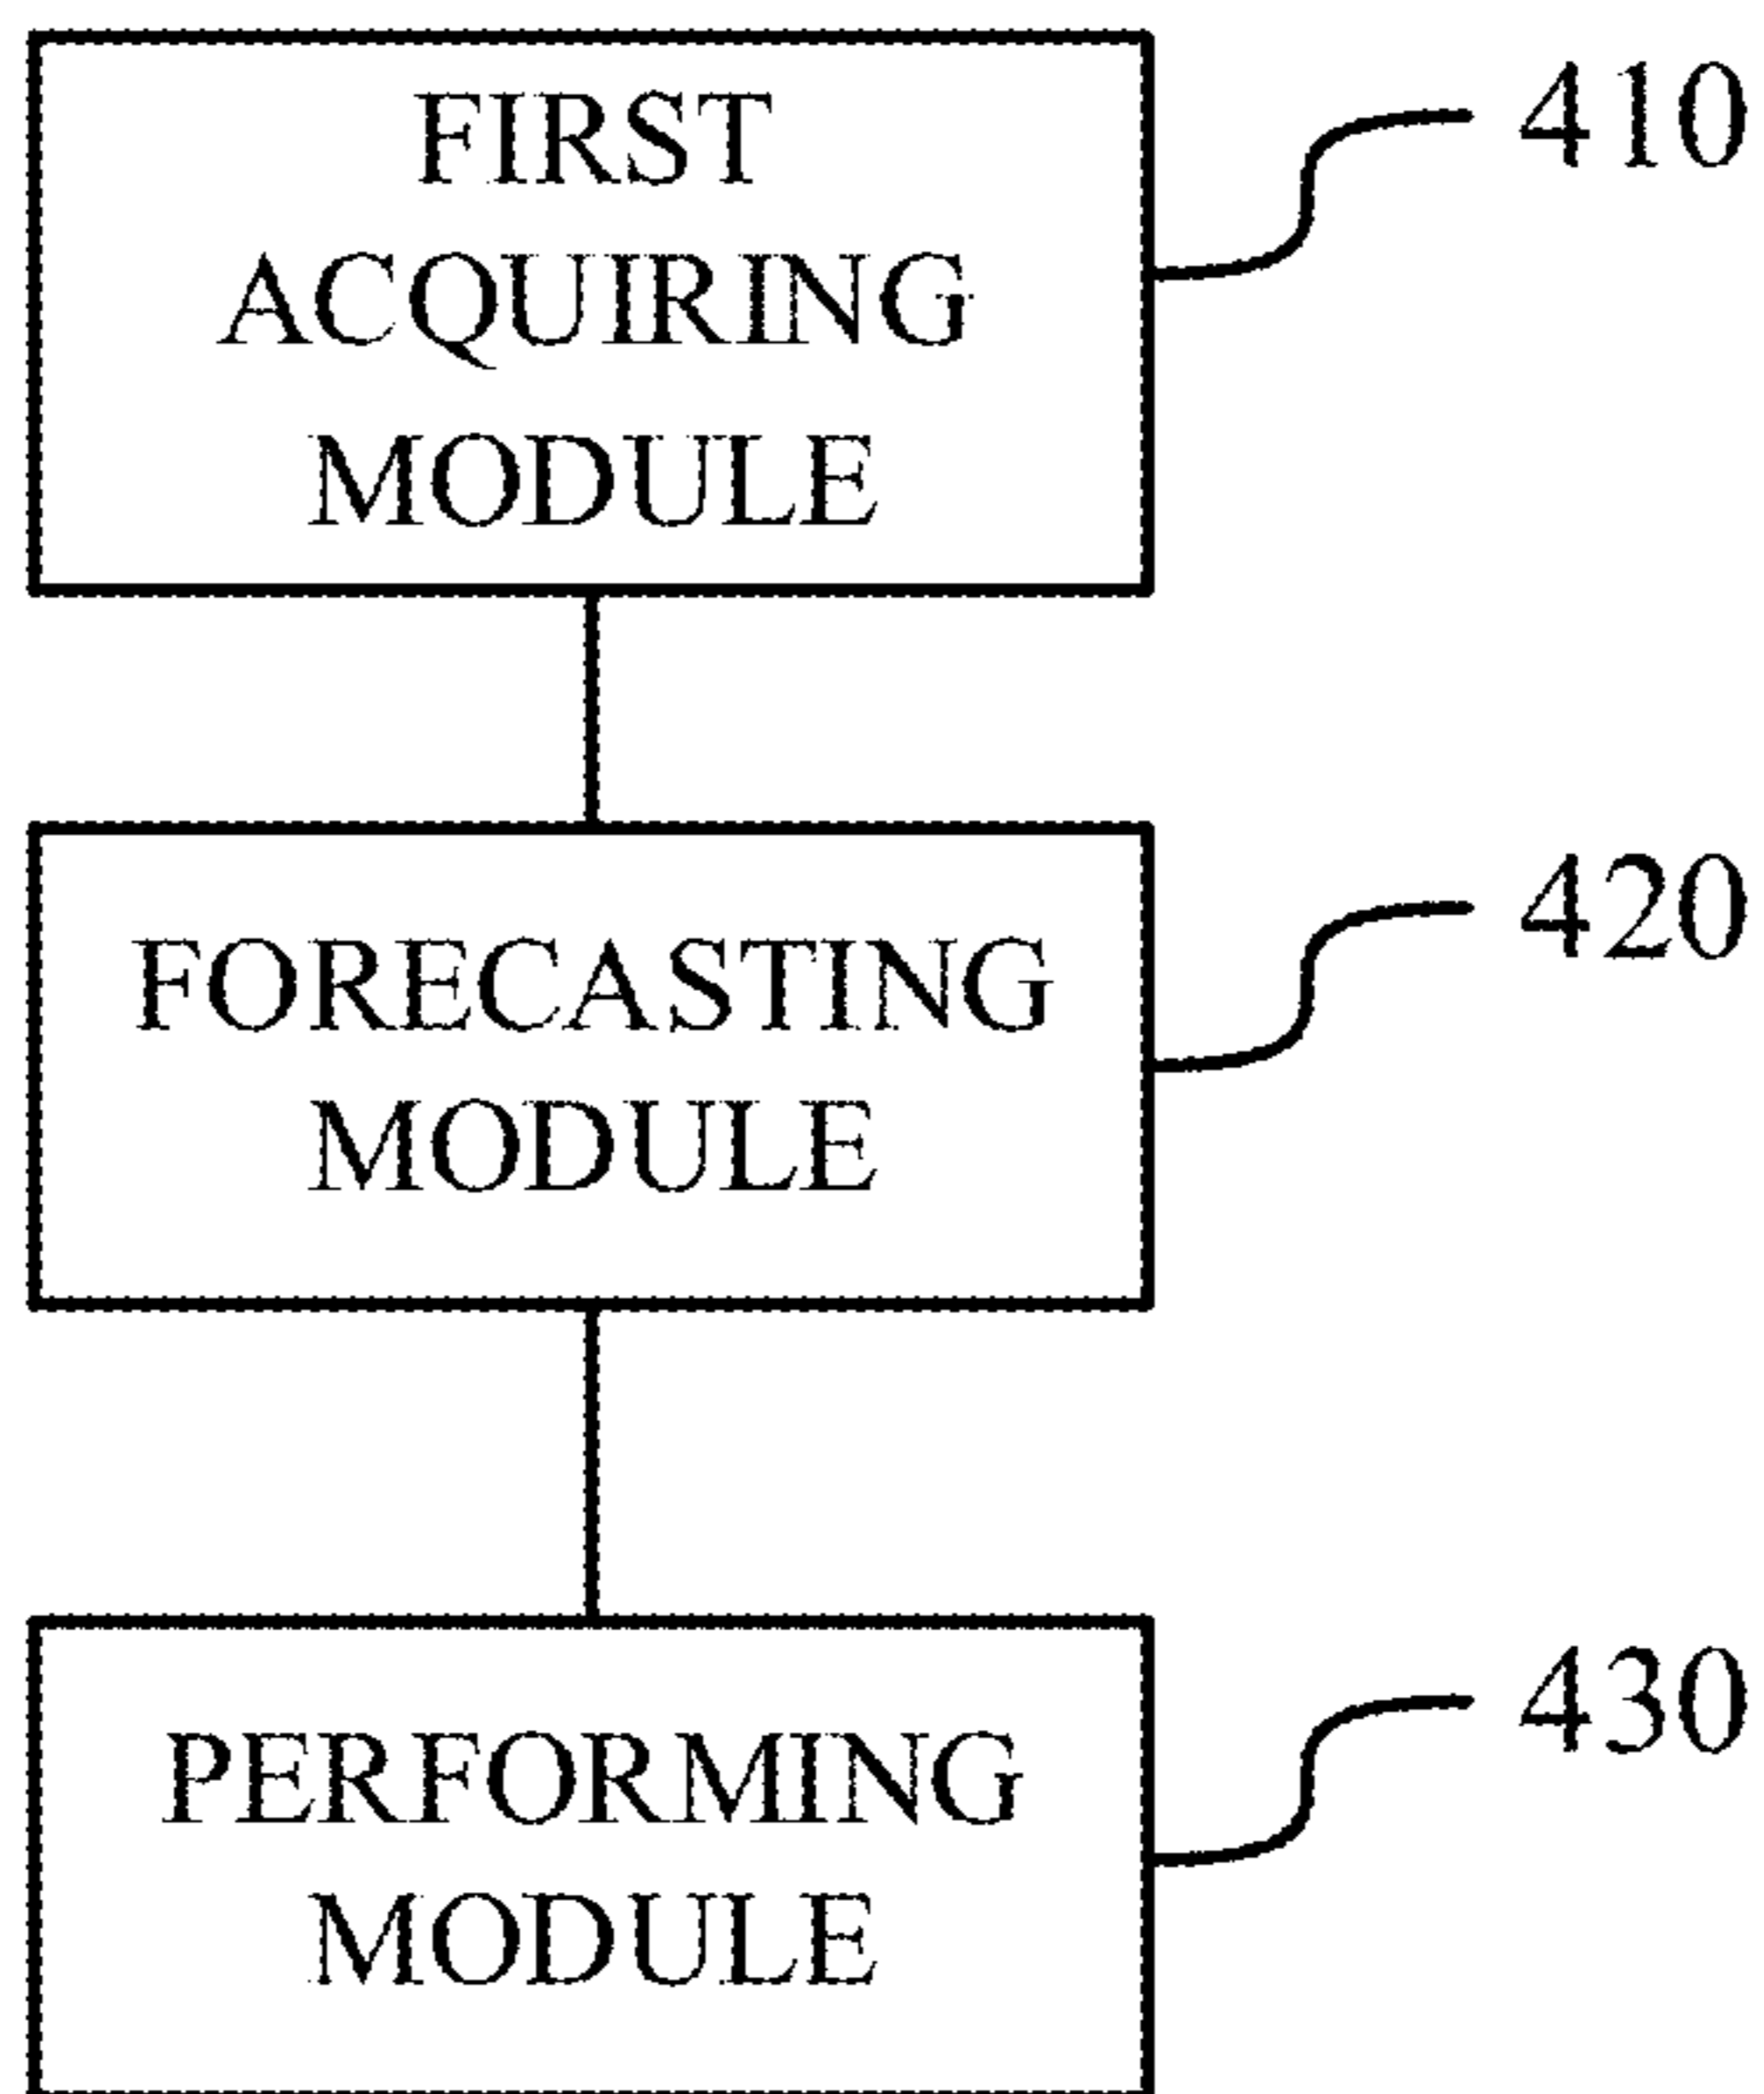 FIRST
ACQUIRING
MODULE
410
FORECASTING
MODULE
420
PERFORMING
MODULE
430